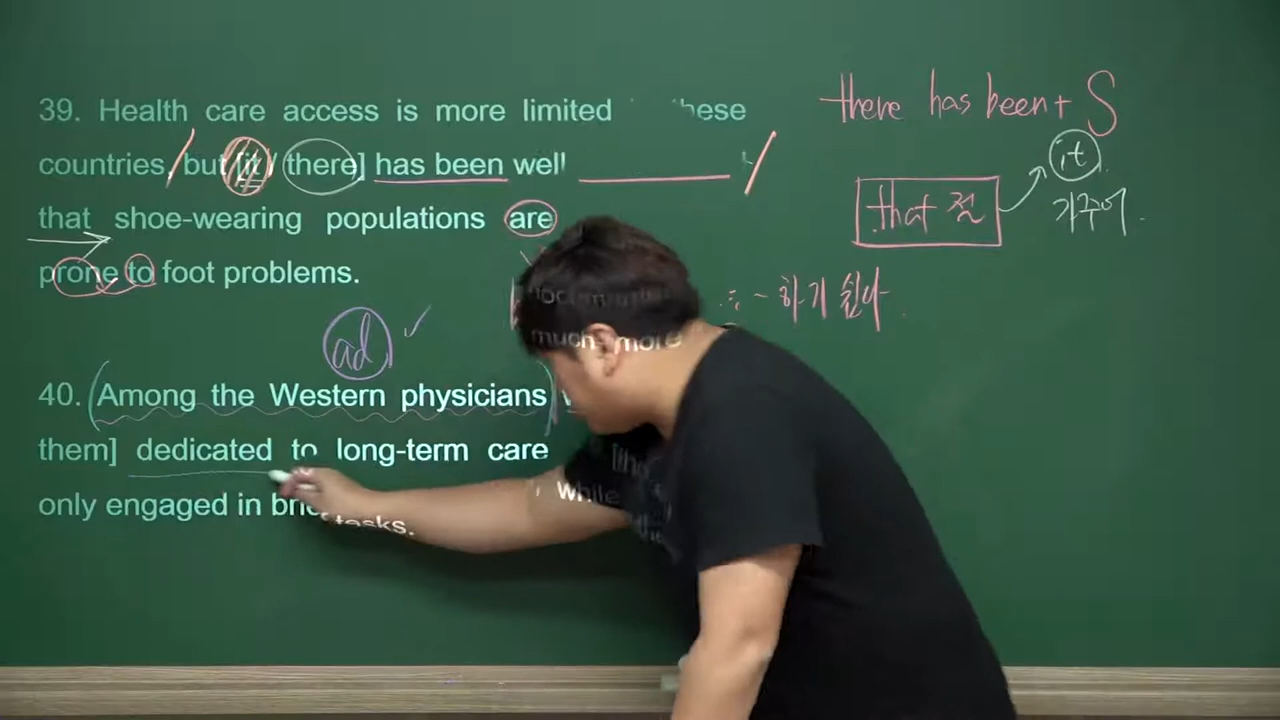 39. Health care access is more limited these
countries, but [it / there] has been well
that shoe-wearing populations are
prone to foot problems.
there has been + S
it
that 절
가주어.
~하기 쉽다.
ad
much more
40. (Among the Western physicians)
them] dedicated to long-term care
, while
only engaged in tasks.